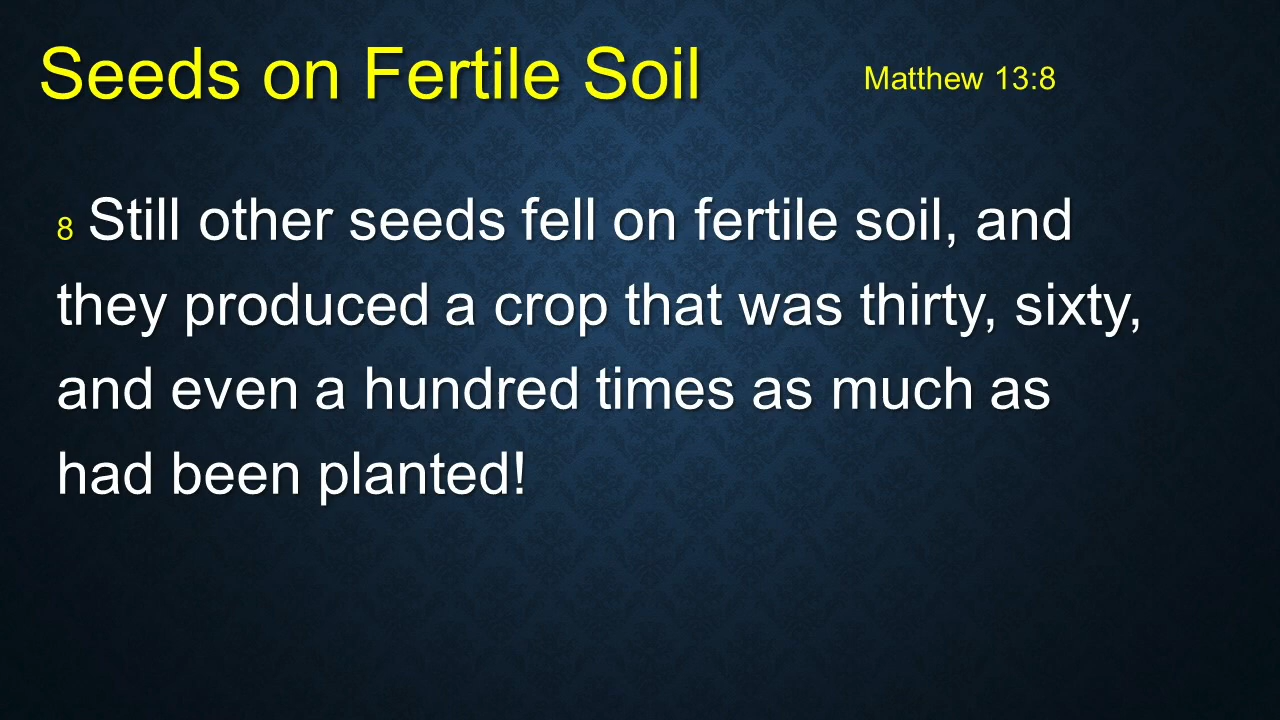 Seeds on Fertile Soil
Matthew 13:8
8 Still other seeds fell on fertile soil, and
they produced a crop that was thirty, sixty,
and even a hundred times as much as
had been planted!